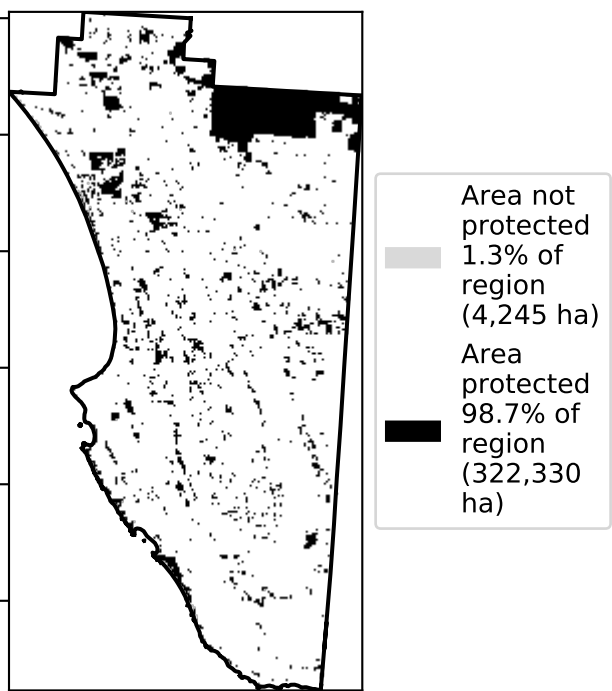 Area not
protected
1.3% of
region
(4,245 ha)
Area
protected
98.7% of
region
(322,330
ha)